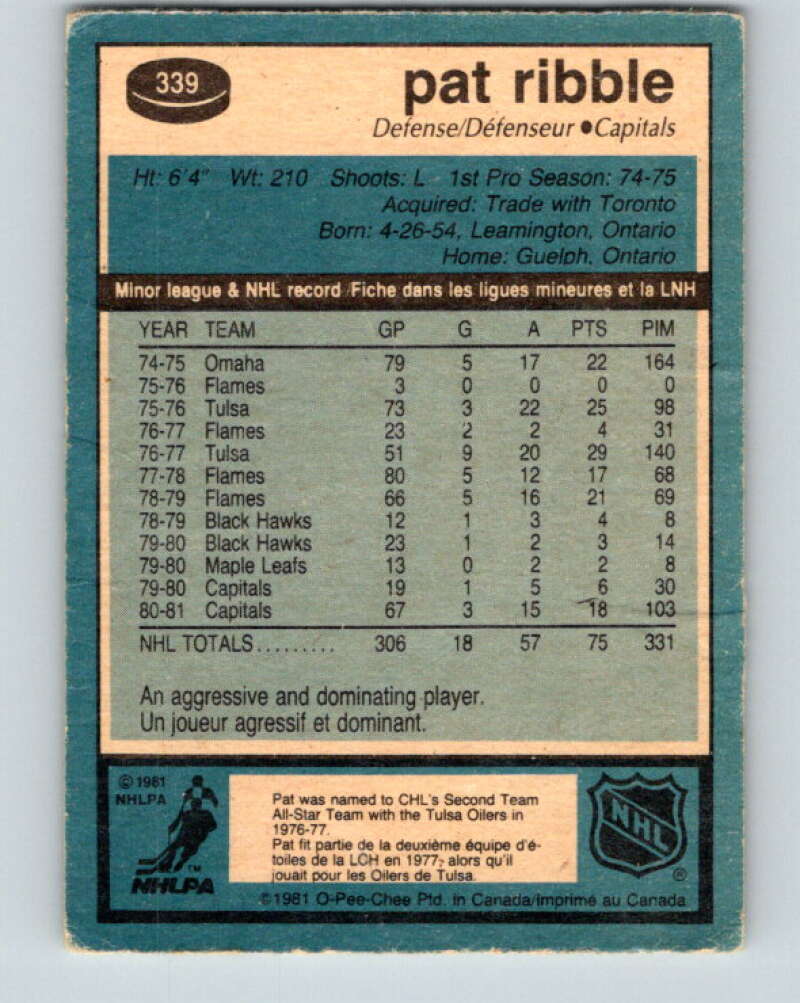 339
pat ribble
Defense/Défenseur ●Capitals
Ht: 6'4" Wt: 210 Shoots: L 1st Pro Season: 74-75
Acquired: Trade with Toronto
Born: 4-26-54, Leamington, Ontario
Home: Guelph, Ontario
Minor league & NHL record/Fiche dans les ligues mineures et la LNH
YEAR TEAM GP G A PTS PIM
74-75 Omaha 79 5 17 22 164
75-76 Flames 3 0 0 0 0
75-76 Tulsa 73 3 22 25 98
76-77 Flames 23 2 2 4 31
76-77 Tulsa 51 9 20 29 140
77-78 Flames 80 5 12 17 68
78-79 Flames 66 5 16 21 69
78-79 Black Hawks 12 1 3 4 8
79-80 Black Hawks 23 1 2 3 14
79-80 Maple Leafs 13 0 2 2 8
79-80 Capitals 19 1 5 6 30
80-81 Capitals 67 3 15 18 103
NHL TOTALS......... 306 18 57 75 331
An aggressive and dominating player.
Un joueur agressif et dominant.
© 1981
NHLPA
TM
NHLPA
Pat was named to CHL's Second Team
All-Star Team with the Tulsa Oilers in
1976-77.
Pat fit partie de la deuxième équipe d'é-
toiles de la LCH en 1977, alors qu'il
jouait pour les Oilers de Tulsa.
NHL
®
©1981 O-Pee-Chee Ptd. in Canada/Imprimé au Canada